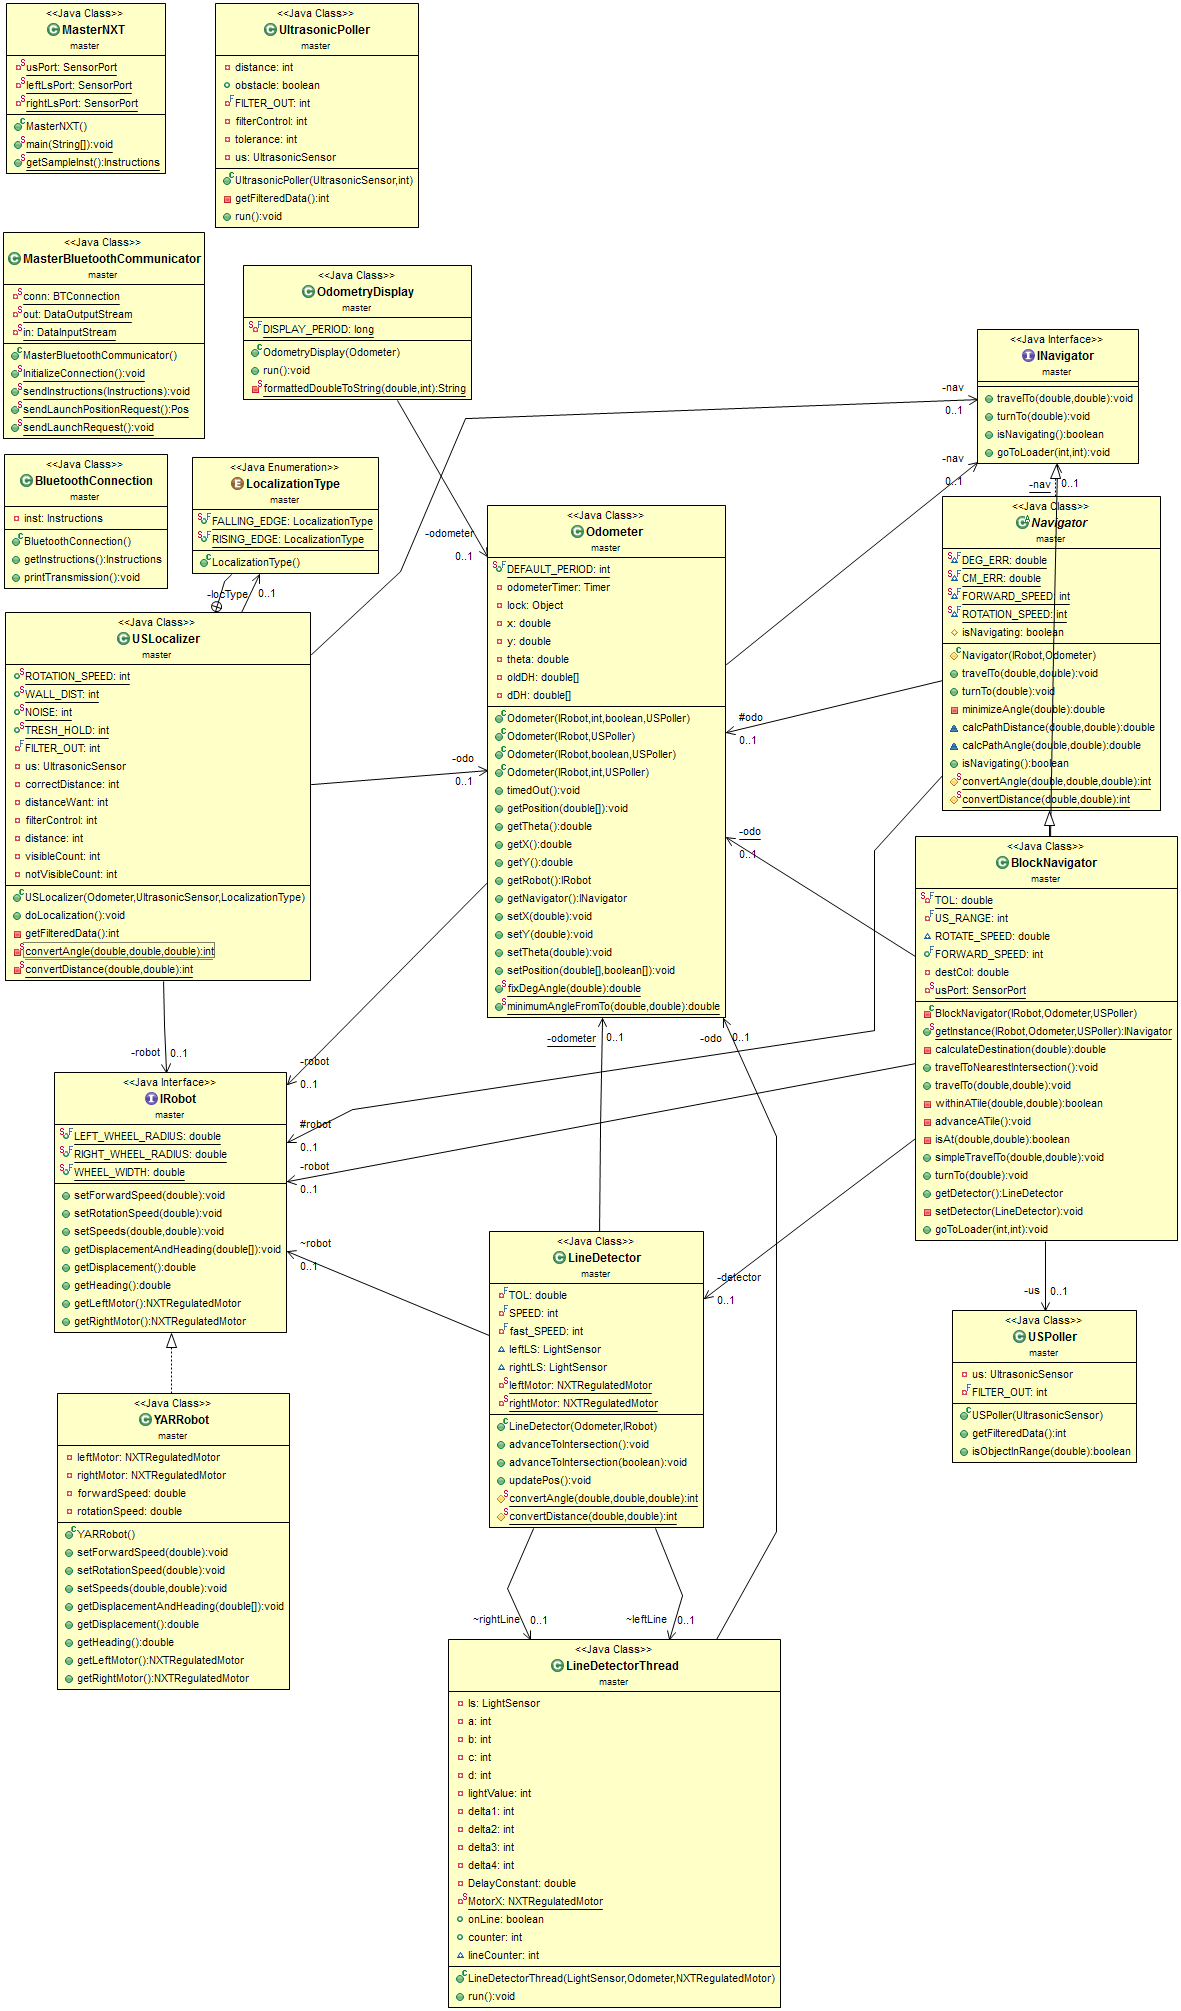 <<Java Class>>
MasterNXT
master
usPort: SensorPort
leftLsPort: SensorPort
rightLsPort: SensorPort
MasterNXT()
main(String[]):void
getSampleInst():Instructions
<<Java Class>>
UltrasonicPoller
master
distance: int
obstacle: boolean
FILTER_OUT: int
filterControl: int
tolerance: int
us: UltrasonicSensor
UltrasonicPoller(UltrasonicSensor,int)
getFilteredData():int
run():void
<<Java Class>>
MasterBluetoothCommunicator
master
conn: BTConnection
out: DataOutputStream
in: DataInputStream
MasterBluetoothCommunicator()
InitializeConnection():void
sendInstructions(Instructions):void
sendLaunchPositionRequest():Pos
sendLaunchRequest():void
<<Java Class>>
OdometryDisplay
master
DISPLAY_PERIOD: long
OdometryDisplay(Odometer)
run():void
formattedDoubleToString(double,int):String
<<Java Interface>>
INavigator
master
travelTo(double,double):void
turnTo(double):void
isNavigating():boolean
goToLoader(int,int):void
-nav
0..1
-nav
0..1
-nav
0..1
<<Java Class>>
BluetoothConnection
master
inst: Instructions
BluetoothConnection()
getInstructions():Instructions
printTransmission():void
<<Java Enumeration>>
LocalizationType
master
FALLING_EDGE: LocalizationType
RISING_EDGE: LocalizationType
LocalizationType()
-locType
0..1
-odometer
0..1
<<Java Class>>
Odometer
master
DEFAULT_PERIOD: int
odometerTimer: Timer
lock: Object
x: double
y: double
theta: double
oldDH: double[]
dDH: double[]
Odometer(IRobot,int,boolean,USPoller)
Odometer(IRobot,USPoller)
Odometer(IRobot,boolean,USPoller)
Odometer(IRobot,int,USPoller)
timedOut():void
getPosition(double[]):void
getTheta():double
getX():double
getY():double
getRobot():IRobot
getNavigator():INavigator
setX(double):void
setY(double):void
setTheta(double):void
setPosition(double[],boolean[]):void
fixDegAngle(double):double
minimumAngleFromTo(double,double):double
<<Java Class>>
Navigator
master
DEG_ERR: double
CM_ERR: double
FORWARD_SPEED: int
ROTATION_SPEED: int
isNavigating: boolean
Navigator(IRobot,Odometer)
travelTo(double,double):void
turnTo(double):void
minimizeAngle(double):double
calcPathDistance(double,double):double
calcPathAngle(double,double):double
isNavigating():boolean
convertAngle(double,double,double):int
convertDistance(double,double):int
<<Java Class>>
USLocalizer
master
ROTATION_SPEED: int
WALL_DIST: int
NOISE: int
TRESH_HOLD: int
FILTER_OUT: int
us: UltrasonicSensor
correctDistance: int
distanceWant: int
filterControl: int
distance: int
visibleCount: int
notVisibleCount: int
USLocalizer(Odometer,UltrasonicSensor,LocalizationType)
doLocalization():void
getFilteredData():int
convertAngle(double,double,double):int
convertDistance(double,double):int
-odo
0..1
#odo
0..1
-odo
0..1
<<Java Class>>
BlockNavigator
master
TOL: double
US_RANGE: int
ROTATE_SPEED: double
FORWARD_SPEED: int
destCol: double
usPort: SensorPort
BlockNavigator(IRobot,Odometer,USPoller)
getInstance(IRobot,Odometer,USPoller):INavigator
calculateDestination(double):double
travelToNearestIntersection():void
travelTo(double,double):void
withinATile(double,double):boolean
advanceATile():void
isAt(double,double):boolean
simpleTravelTo(double,double):void
turnTo(double):void
getDetector():LineDetector
setDetector(LineDetector):void
goToLoader(int,int):void
-robot
0..1
-robot
0..1
#robot
0..1
-robot
0..1
~robot
0..1
-odometer
0..1
-odo
0..1
<<Java Interface>>
IRobot
master
LEFT_WHEEL_RADIUS: double
RIGHT_WHEEL_RADIUS: double
WHEEL_WIDTH: double
setForwardSpeed(double):void
setRotationSpeed(double):void
setSpeeds(double,double):void
getDisplacementAndHeading(double[]):void
getDisplacement():double
getHeading():double
getLeftMotor():NXTRegulatedMotor
getRightMotor():NXTRegulatedMotor
<<Java Class>>
LineDetector
master
TOL: double
SPEED: int
fast_SPEED: int
leftLS: LightSensor
rightLS: LightSensor
leftMotor: NXTRegulatedMotor
rightMotor: NXTRegulatedMotor
LineDetector(Odometer,IRobot)
advanceToIntersection():void
advanceToIntersection(boolean):void
updatePos():void
convertAngle(double,double,double):int
convertDistance(double,double):int
-detector
0..1
-us
0..1
<<Java Class>>
USPoller
master
us: UltrasonicSensor
FILTER_OUT: int
USPoller(UltrasonicSensor)
getFilteredData():int
isObjectInRange(double):boolean
<<Java Class>>
YARRobot
master
leftMotor: NXTRegulatedMotor
rightMotor: NXTRegulatedMotor
forwardSpeed: double
rotationSpeed: double
YARRobot()
setForwardSpeed(double):void
setRotationSpeed(double):void
setSpeeds(double,double):void
getDisplacementAndHeading(double[]):void
getDisplacement():double
getHeading():double
getLeftMotor():NXTRegulatedMotor
getRightMotor():NXTRegulatedMotor
~rightLine
0..1
~leftLine
0..1
<<Java Class>>
LineDetectorThread
master
ls: LightSensor
a: int
b: int
c: int
d: int
lightValue: int
delta1: int
delta2: int
delta3: int
delta4: int
DelayConstant: double
MotorX: NXTRegulatedMotor
onLine: boolean
counter: int
lineCounter: int
LineDetectorThread(LightSensor,Odometer,NXTRegulatedMotor)
run():void